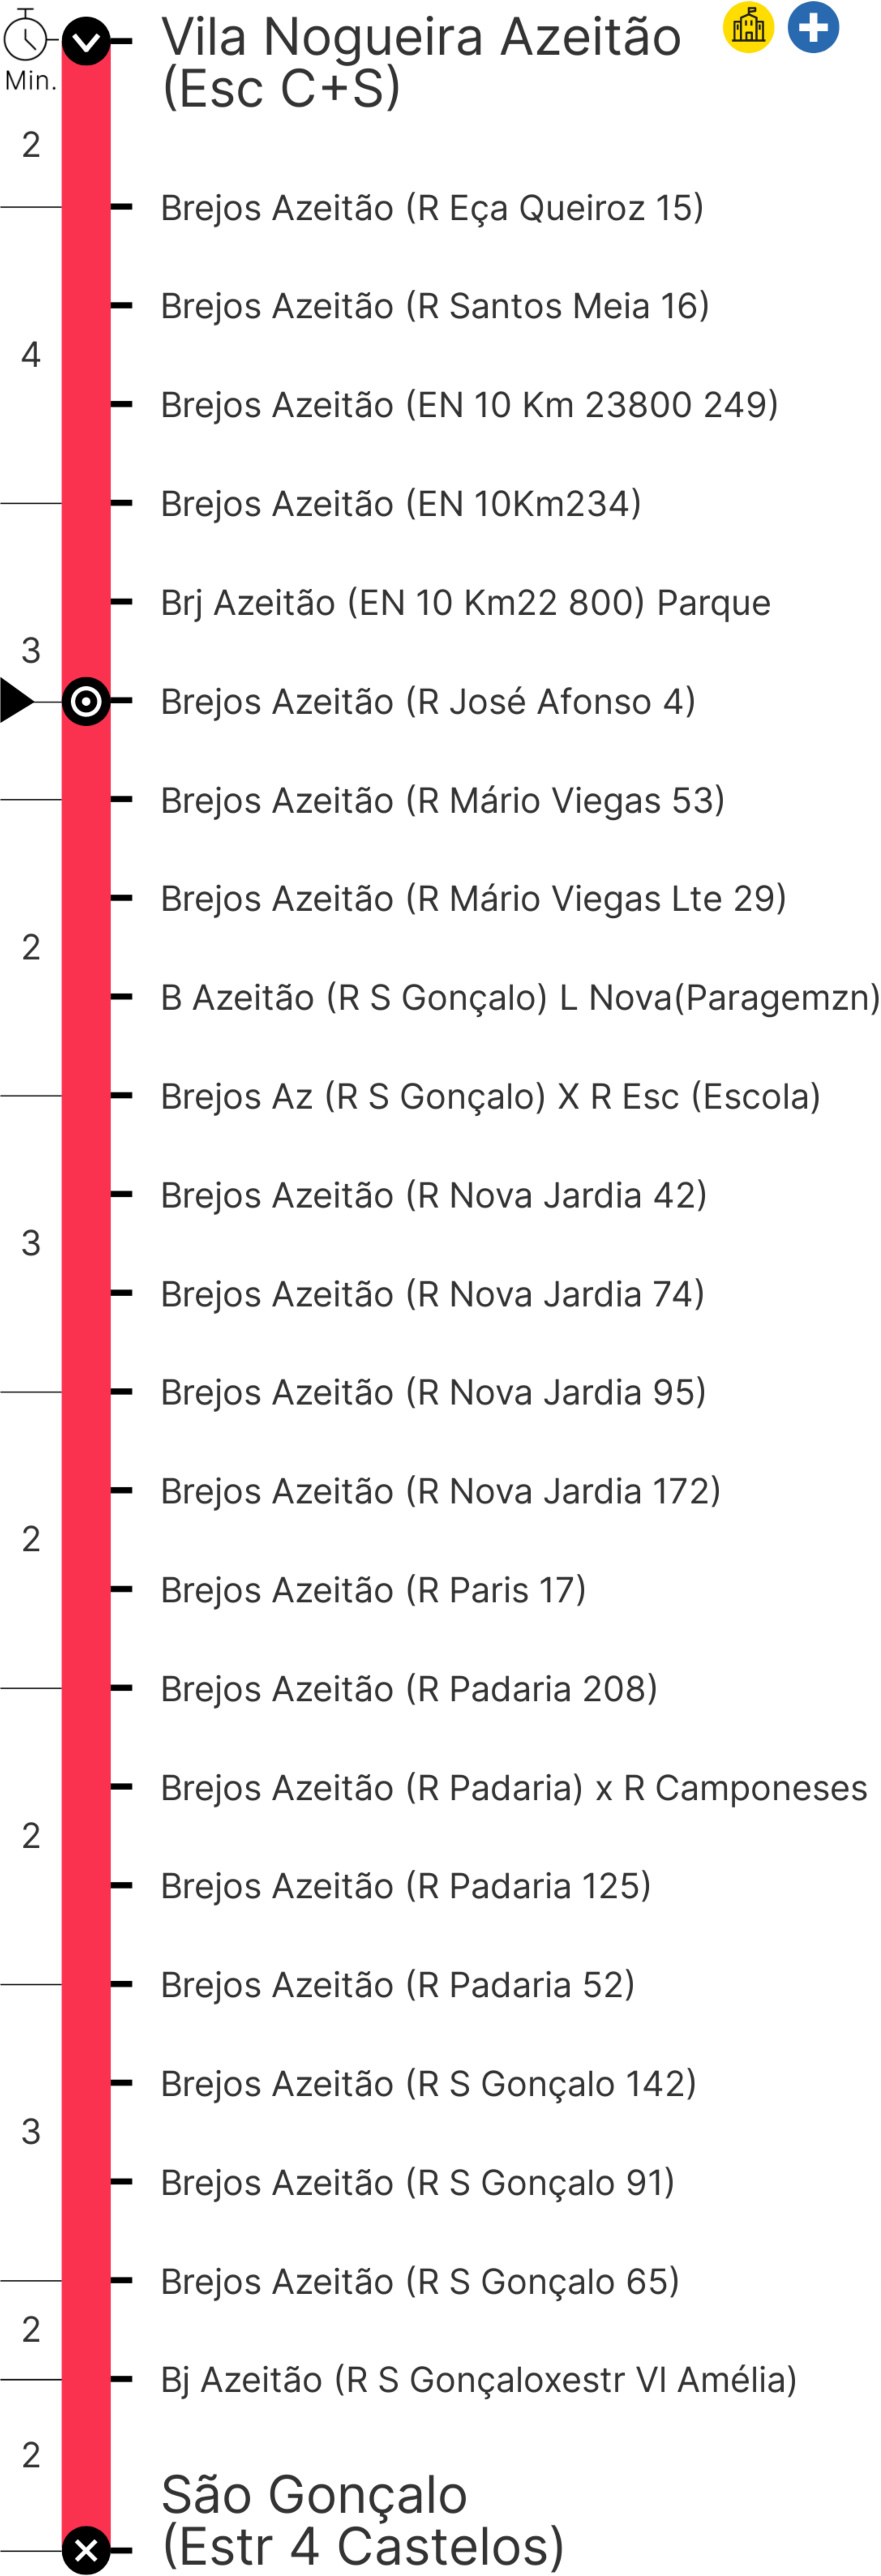 Vila Nogueira Azeitão
(Esc C+S)
Min.
2
Brejos Azeitão (R Eça Queiroz 15)
Brejos Azeitão (R Santos Meia 16)
4
Brejos Azeitão (EN 10 Km 23800 249)
Brejos Azeitão (EN 10Km234)
Brj Azeitão (EN 10 Km22 800) Parque
3
Brejos Azeitão (R José Afonso 4)
Brejos Azeitão (R Mário Viegas 53)
Brejos Azeitão (R Mário Viegas Lte 29)
2
B Azeitão (R S Gonçalo) L Nova(Paragemzn)
Brejos Az (R S Gonçalo) X R Esc (Escola)
Brejos Azeitão (R Nova Jardia 42)
3
Brejos Azeitão (R Nova Jardia 74)
Brejos Azeitão (R Nova Jardia 95)
Brejos Azeitão (R Nova Jardia 172)
2
Brejos Azeitão (R Paris 17)
Brejos Azeitão (R Padaria 208)
Brejos Azeitão (R Padaria) x R Camponeses
2
Brejos Azeitão (R Padaria 125)
Brejos Azeitão (R Padaria 52)
Brejos Azeitão (R S Gonçalo 142)
3
Brejos Azeitão (R S Gonçalo 91)
Brejos Azeitão (R S Gonçalo 65)
2
Bj Azeitão (R S Gonçaloxestr Vl Amélia)
2
São Gonçalo
(Estr 4 Castelos)